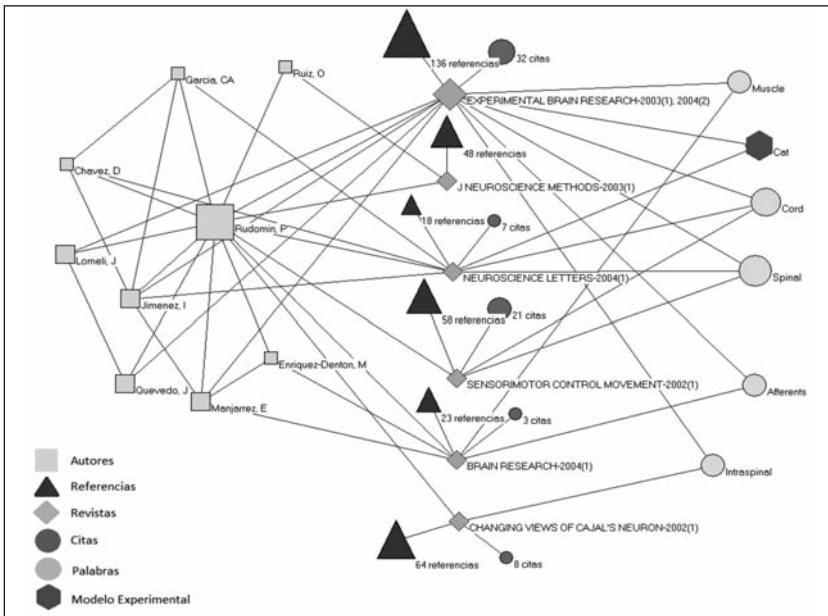 136 referencias
32 citas
Garcia, CA
Ruiz, O
Muscle
EXPERIMENTAL BRAIN RESEARCH-2003(1), 2004(2)
48 referencias
Cat
Chavez, D
J NEUROSCIENCE METHODS-2003(1)
18 referencias
7 citas
Cord
Rudomin, P
Lomeli, J
NEUROSCIENCE LETTERS-2004(1)
Spinal
Jimenez, I
58 referencias
21 citas
Enriquez-Denton, M
SENSORIMOTOR CONTROL MOVEMENT-2002(1)
Quevedo, J
Afferents
Manjarrez, E
23 referencias
3 citas
BRAIN RESEARCH-2004(1)
Intraspinal
CHANGING VIEWS OF CAJAL'S NEURON-2002(1)
64 referencias
8 citas
Autores
Referencias
Revistas
Citas
Palabras
Modelo Experimental